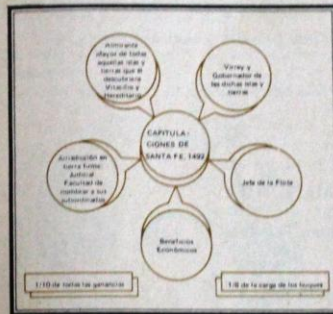 Almirante
Mayor de todas
aquellas islas y
tierras que él
descubriera
Vitalicio y
Hereditario
Virrey y
Gobernador de
las dichas islas y
tierras
CAPITULA-
CIONES DE
SANTA FE, 1492
Jurisdicción en
Judicial
Facultad de
nombrar a sus
subordinados
Jefe de la Flota
Beneficios
Económicos
1/10 de todas las ganancias
1/8 de la carga de los buques